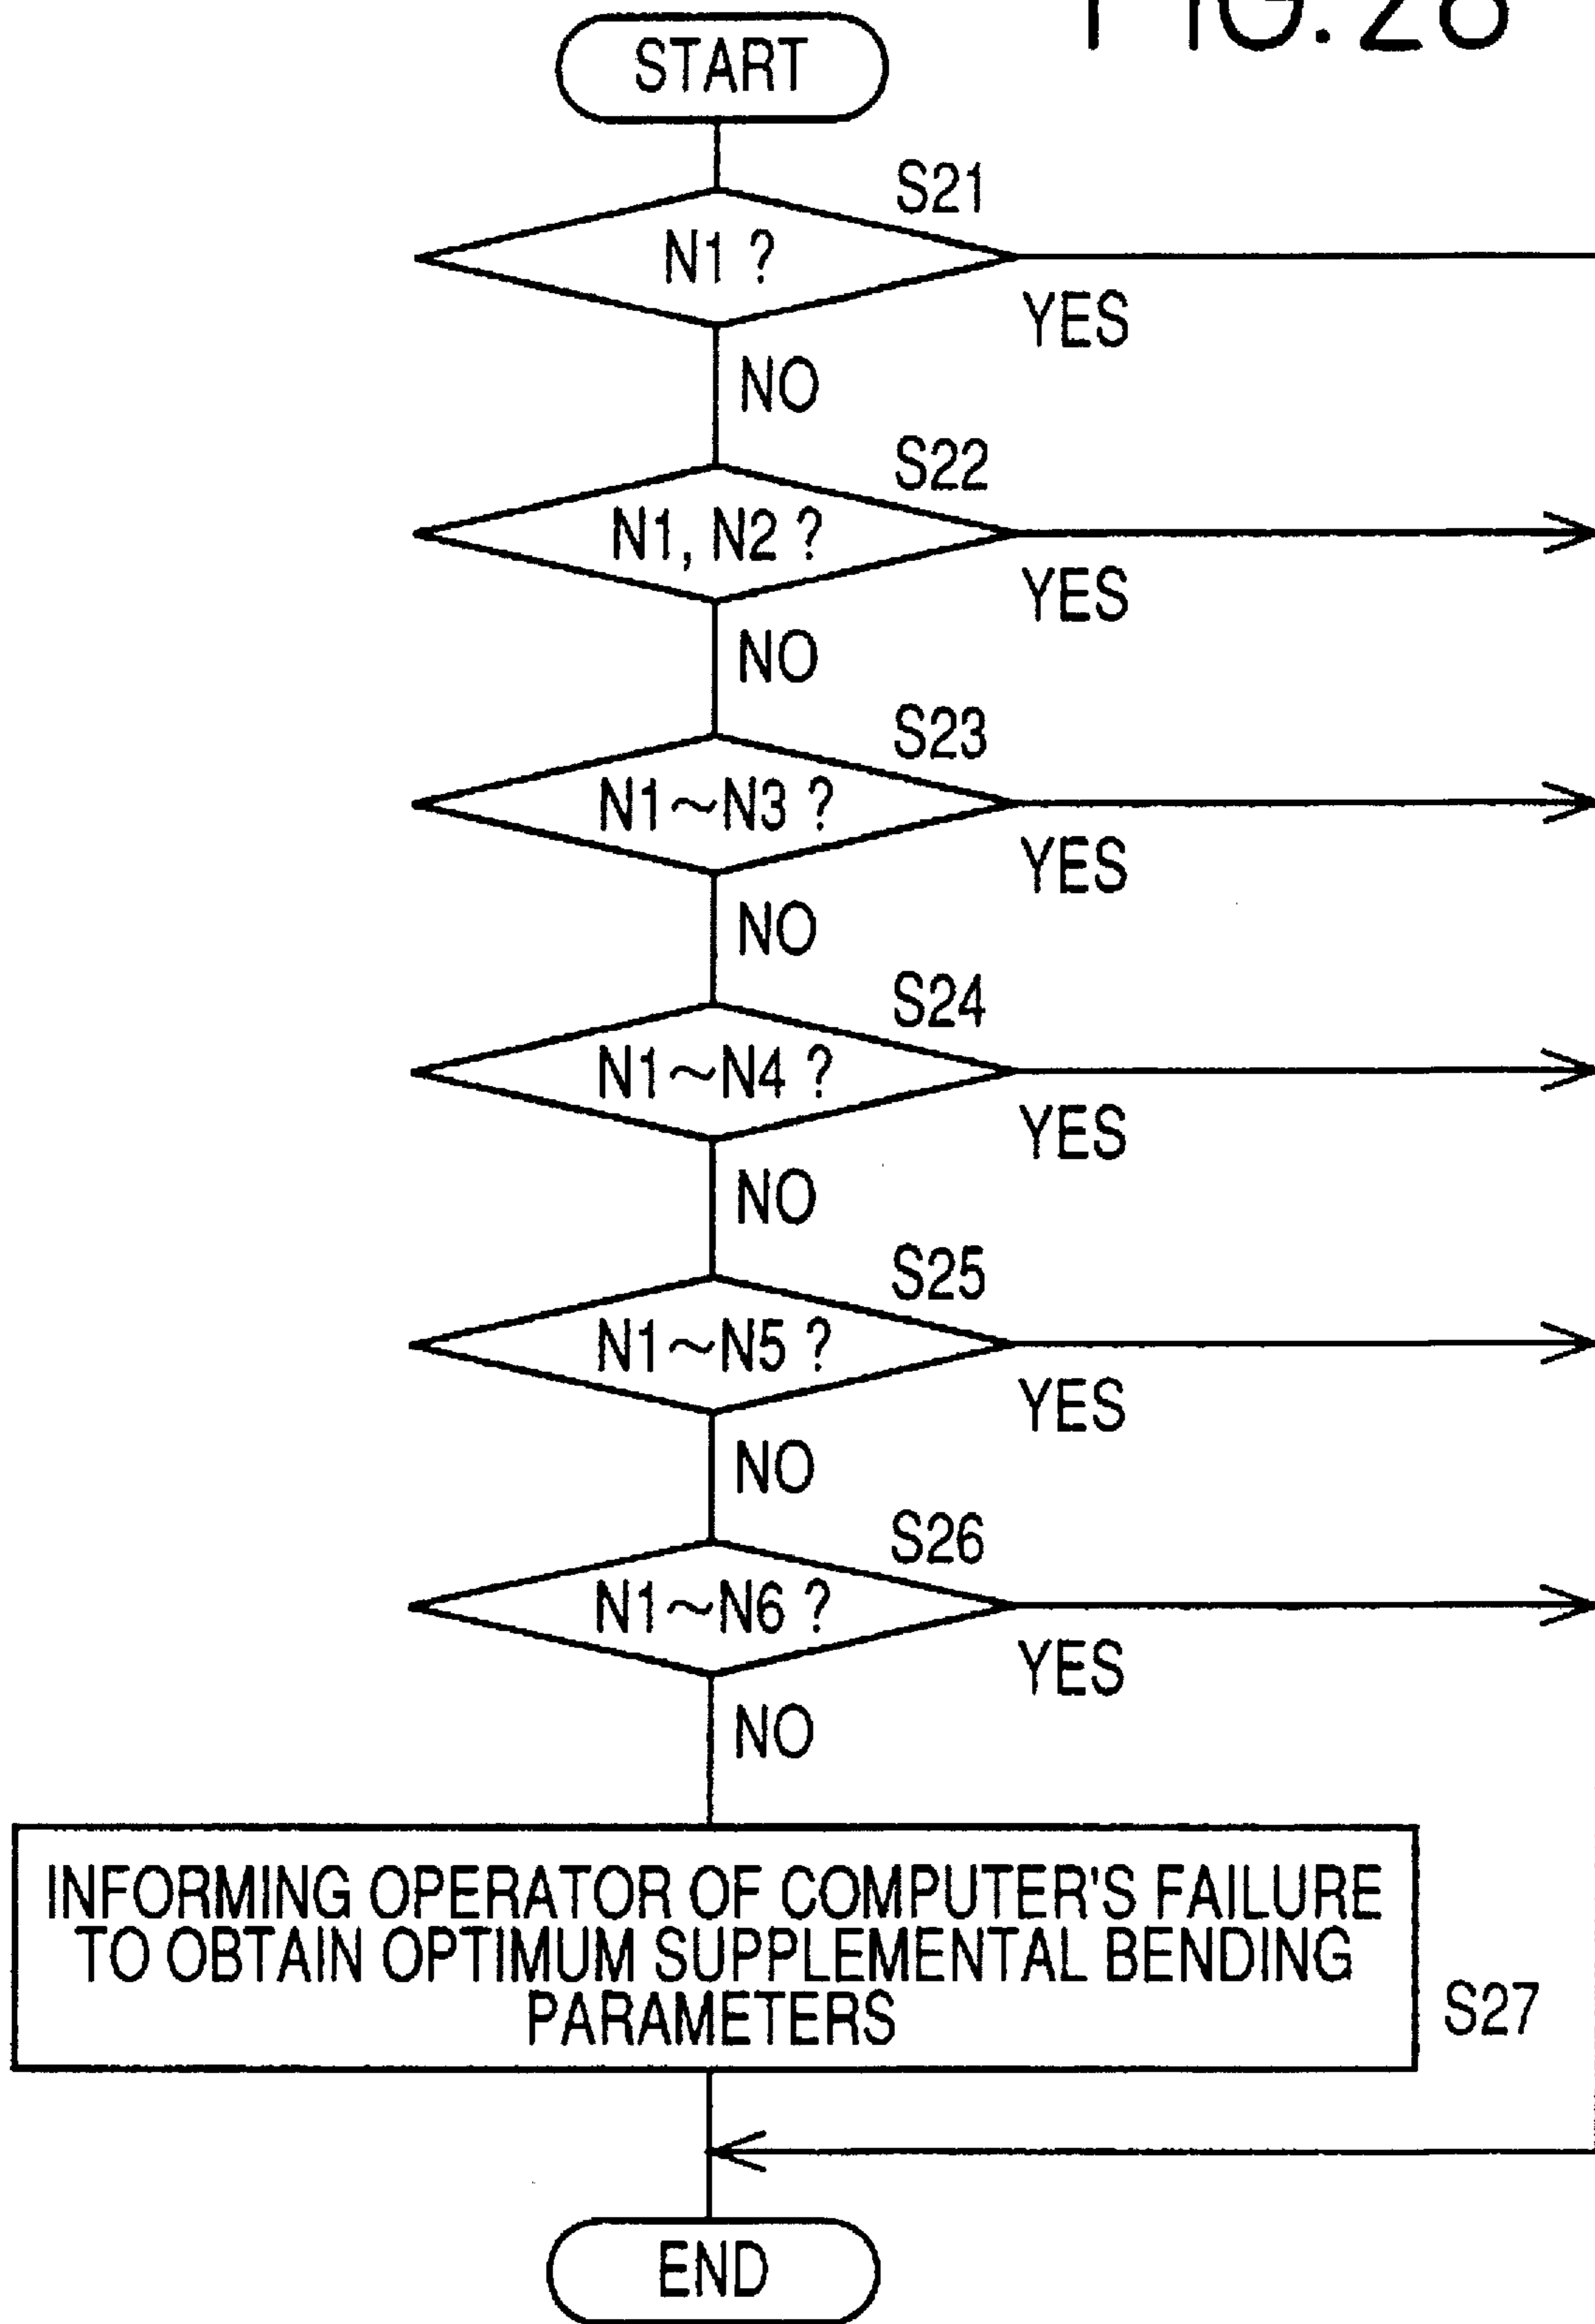 FIG. 28
START
S21
N1 ?
YES
NO
S22
N1, N2 ?
YES
NO
S23
N1~N3 ?
YES
NO
S24
N1~N4 ?
YES
NO
S25
N1~N5 ?
YES
NO
S26
N1~N6 ?
YES
NO
INFORMING OPERATOR OF COMPUTER'S FAILURE
TO OBTAIN OPTIMUM SUPPLEMENTAL BENDING
PARAMETERS
S27
END